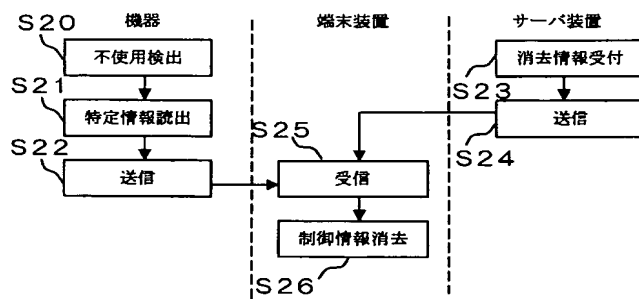 機器
端末装置
サーバ装置
S20
不使用検出
消去情報受付
S21
特定情報読出
S23
S25
送信
S22
送信
受信
S24
制御情報消去
S26